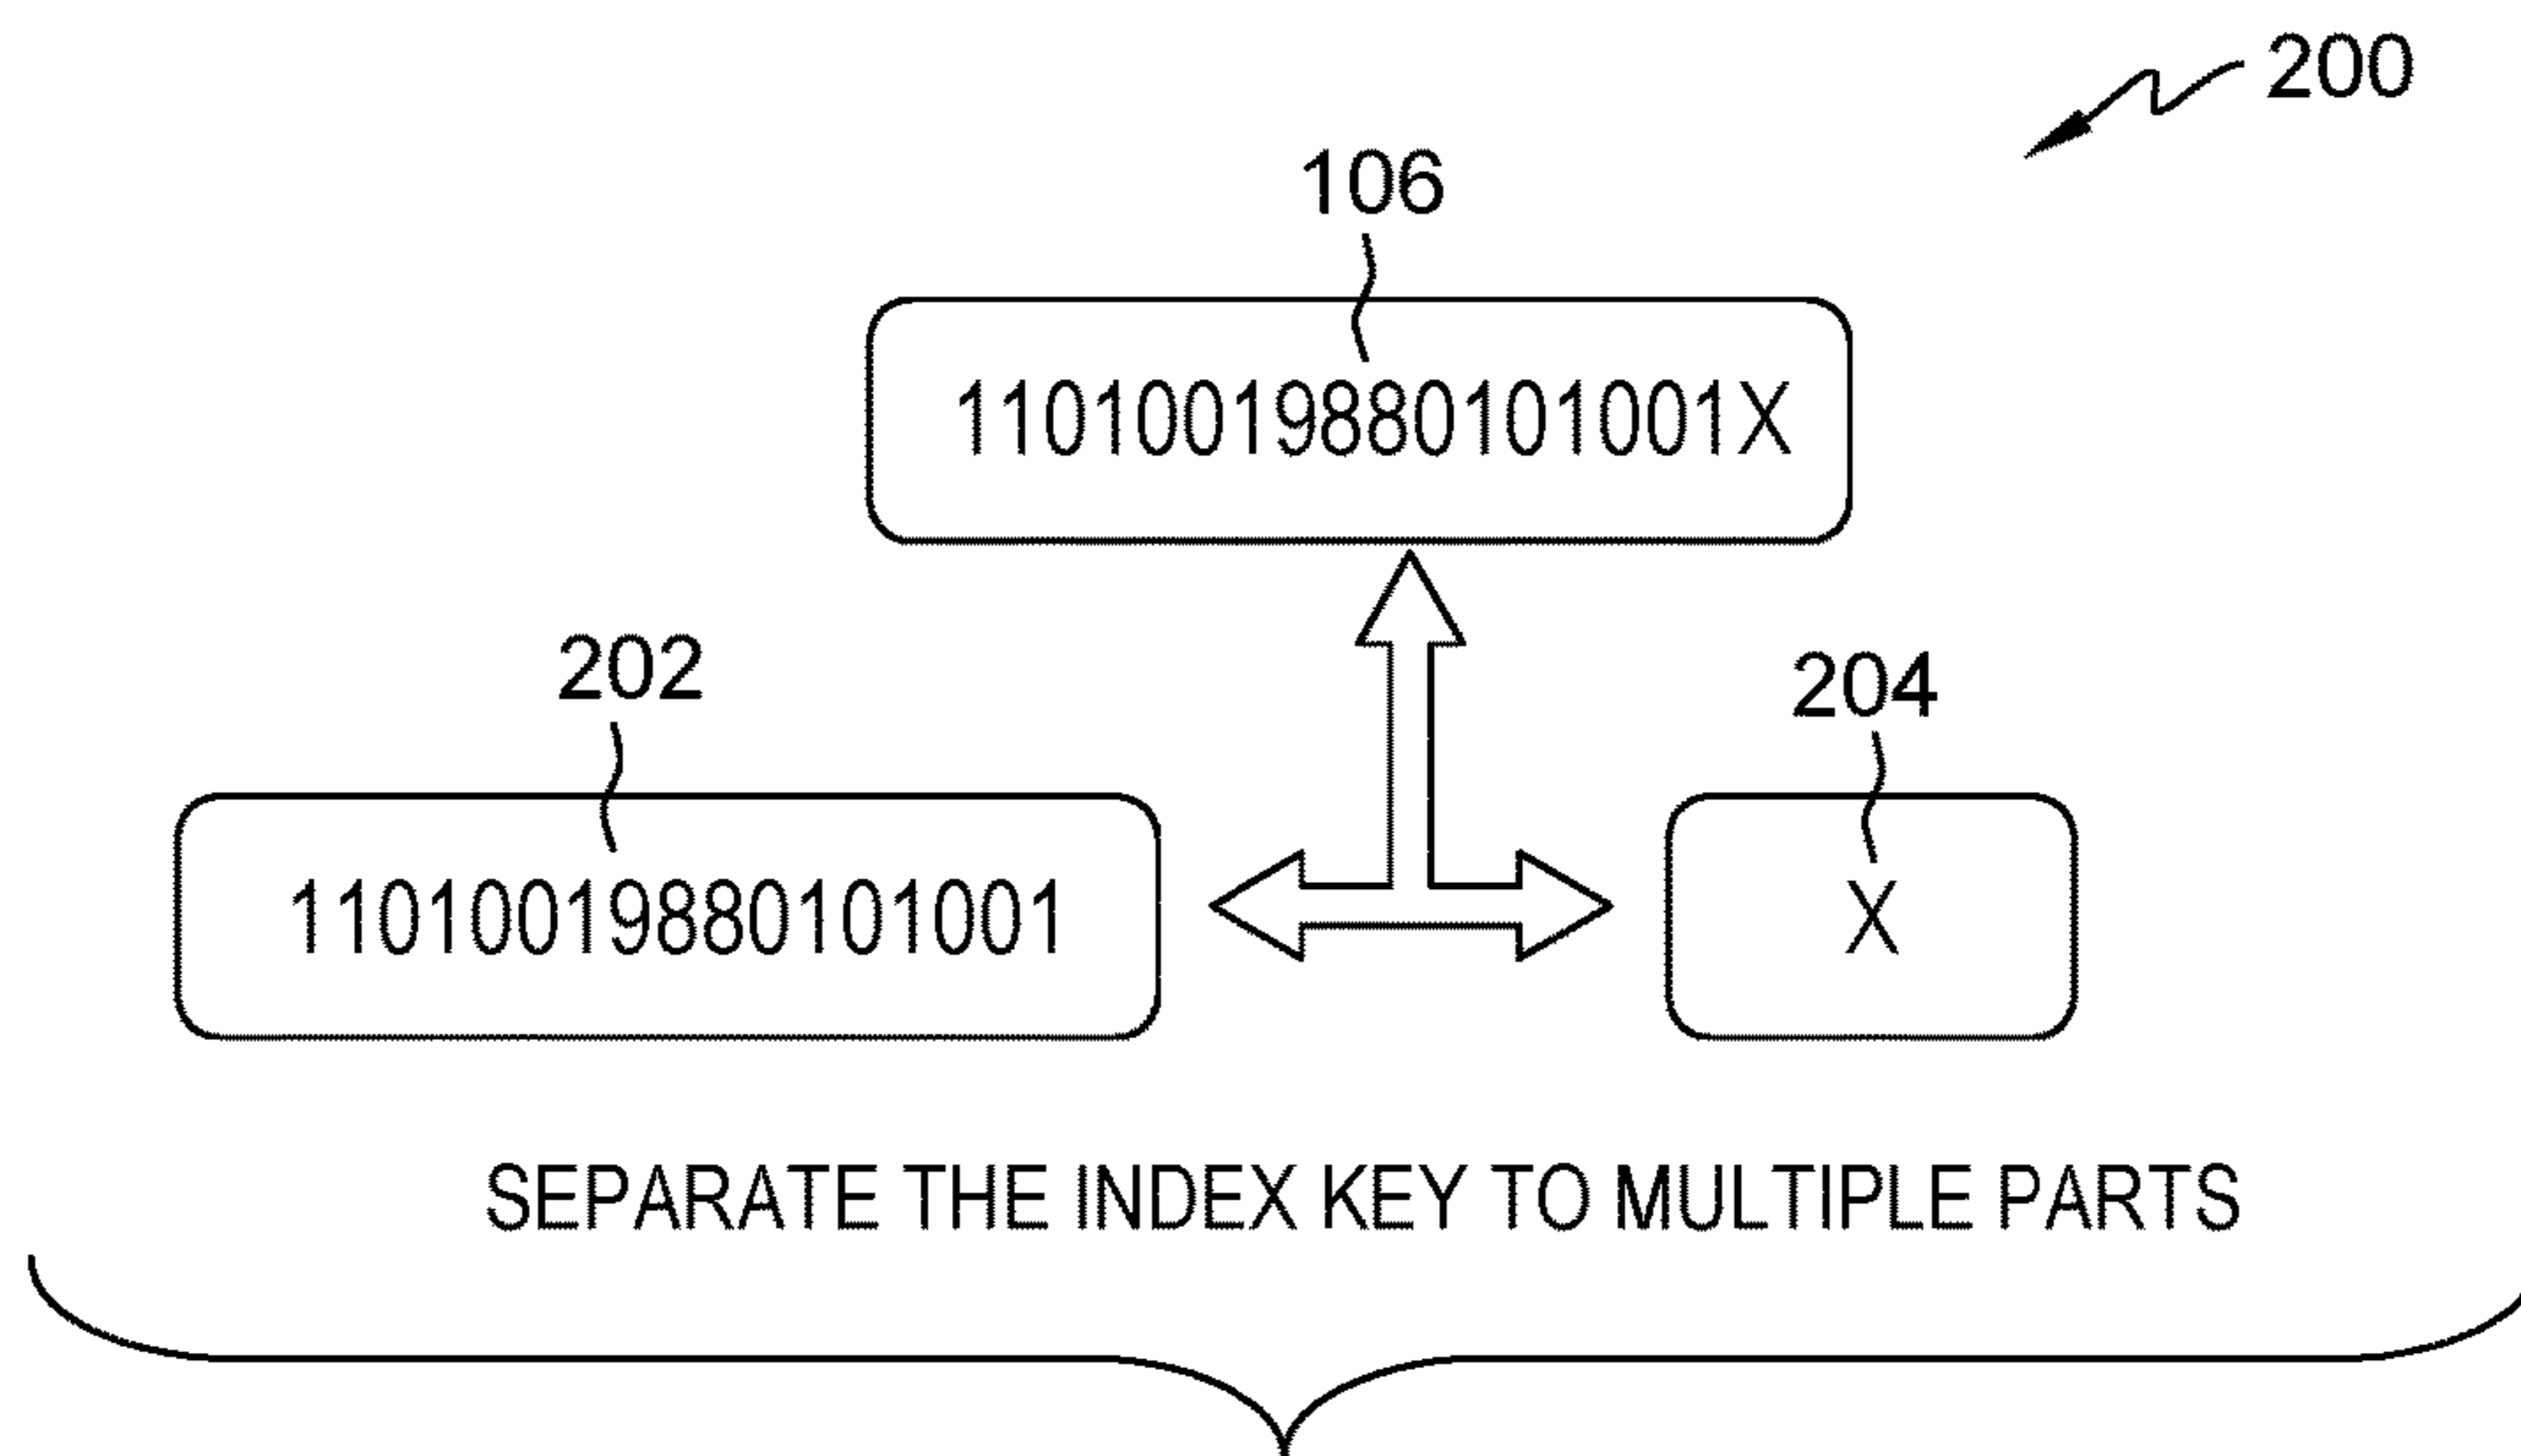 200
106
11010019880101001X
202
204
11010019880101001
X
SEPARATE THE INDEX KEY TO MULTIPLE PARTS